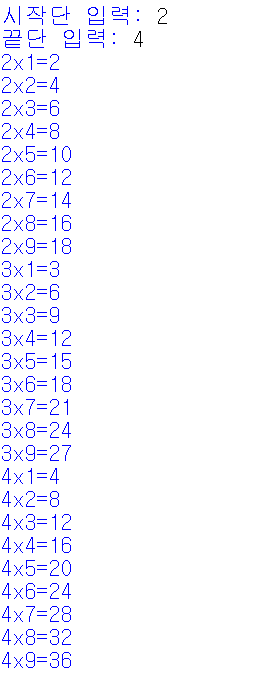 시작단 입력: 2
끝단 입력: 4
2x1=2
2x2=4
2x3=6
2x4=8
2x5=10
2x6=12
2x7=14
2x8=16
2x9=18
3x1=3
3x2=6
3x3=9
3x4=12
3x5=15
3x6=18
3x7=21
3x8=24
3x9=27
4x1=4
4x2=8
4x3=12
4x4=16
4x5=20
4x6=24
4x7=28
4x8=32
4x9=36